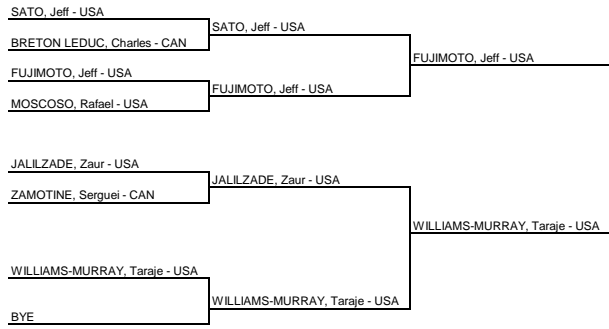 SATO, Jeff - USA
SATO, Jeff - USA
BRETON LEDUC, Charles - CAN
FUJIMOTO, Jeff - USA
FUJIMOTO, Jeff - USA
FUJIMOTO, Jeff - USA
MOSCOSO, Rafael - USA
JALILZADE, Zaur - USA
JALILZADE, Zaur - USA
ZAMOTINE, Serguei - CAN
WILLIAMS-MURRAY, Taraje - USA
WILLIAMS-MURRAY, Taraje - USA
WILLIAMS-MURRAY, Taraje - USA
BYE